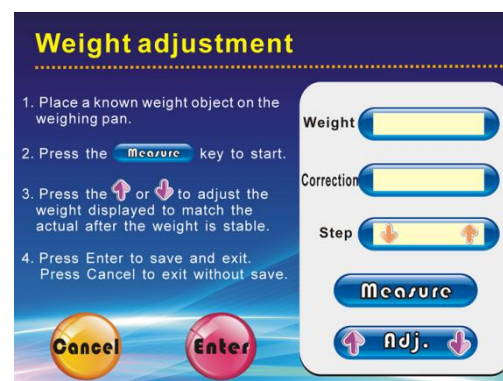 Weight adjustment
1. Place a known weight object on the
weighing pan.
2. Press the Measure key to start.
3. Press the or to adjust the
weight displayed to match the
actual after the weight is stable.
4. Press Enter to save and exit.
Press Cancel to exit without save.
Cancel
Enter
Weight
Correction
Step
Measure
Adj.